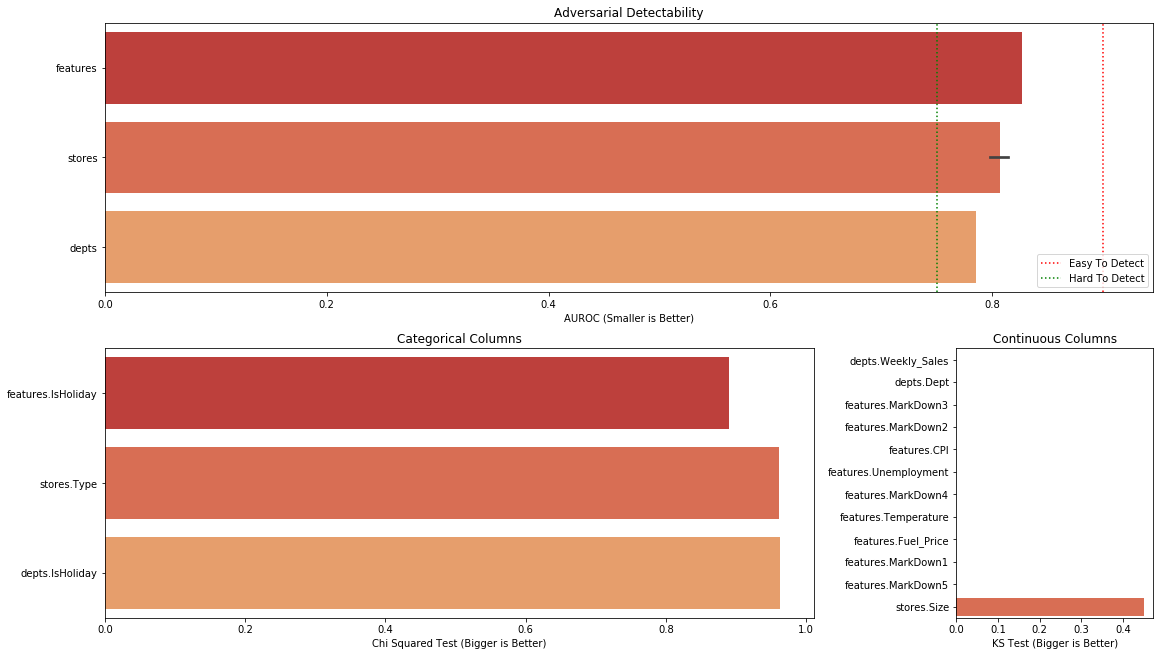 Adversarial Detectability
features
stores
depts
Easy To Detect
Hard To Detect
0.0 0.2 0.4 0.6 0.8
AUROC (Smaller is Better)
Categorical Columns
features.IsHoliday
stores.Type
depts.IsHoliday
0.0 0.2 0.4 0.6 0.8 1.0
Chi Squared Test (Bigger is Better)
Continuous Columns
depts.Weekly_Sales
depts.Dept
features.MarkDown3
features.MarkDown2
features.CPI
features.Unemployment
features.MarkDown4
features.Temperature
features.Fuel_Price
features.MarkDown1
features.MarkDown5
stores.Size
0.0 0.1 0.2 0.3 0.4
KS Test (Bigger is Better)